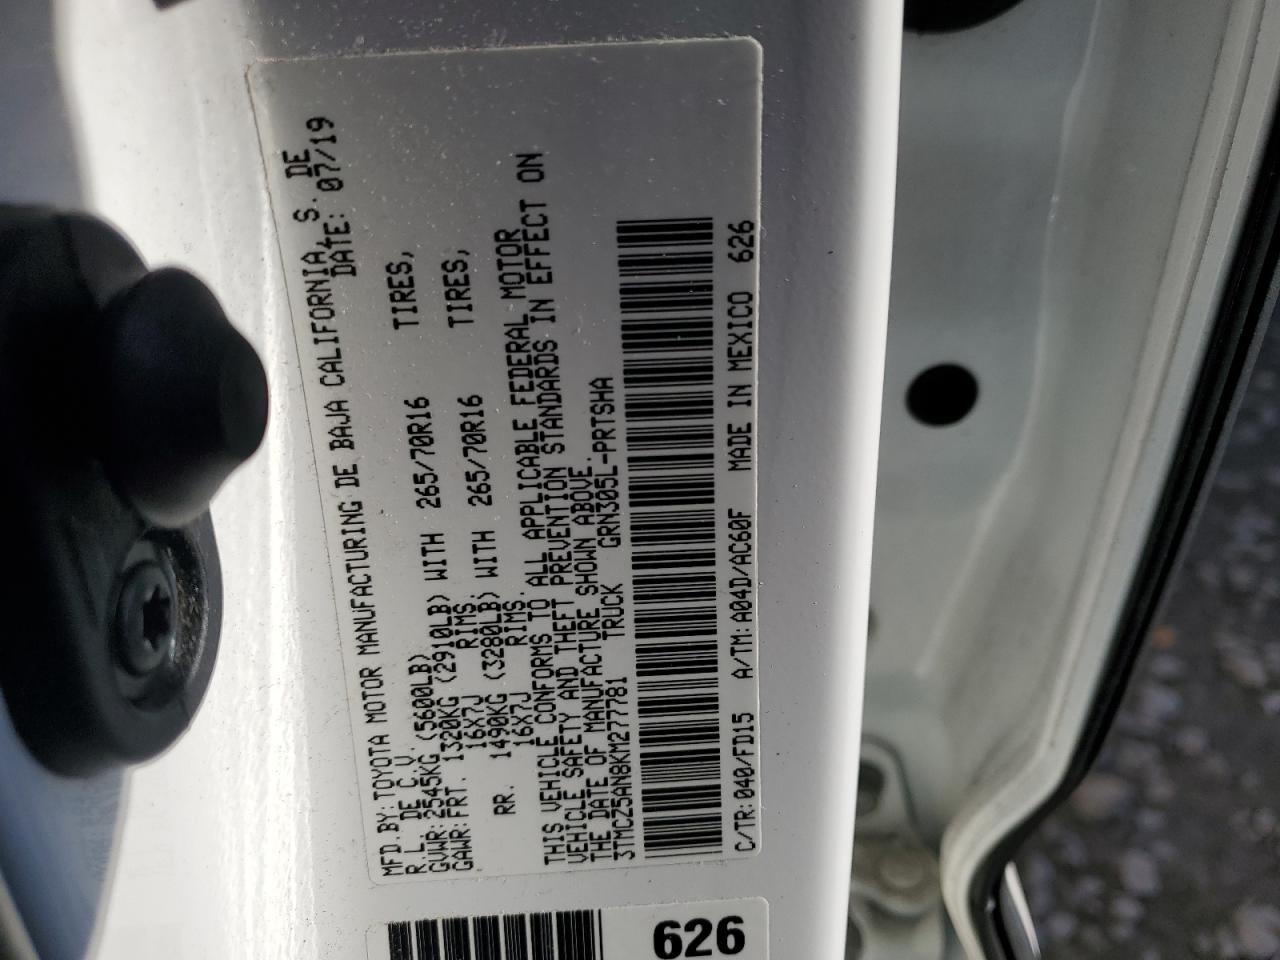 MFD.BY:TOYOTA MOTOR MANUFACTURING DE BAJA CALIFORNIA, S. DE
R.L. DE C.V. DATE: 07/19
GVWR:2545KG (5600LB)
GAWR:FRT. 1320KG (2910LB) WITH 265/70R16 TIRES,
16X7J RIMS.
RR. 1490KG (3280LB) WITH 265/70R16 TIRES,
16X7J RIMS.
THIS VEHICLE CONFORMS TO ALL APPLICABLE FEDERAL MOTOR
VEHICLE SAFETY AND THEFT PREVENTION STANDARDS IN EFFECT ON
THE DATE OF MANUFACTURE SHOWN ABOVE.
3TMCZ5AN8KM277781 TRUCK GRN305L-PRTSHA
C/TR:040/FD15 A/TM:A04D/AC60F MADE IN MEXICO 626
626